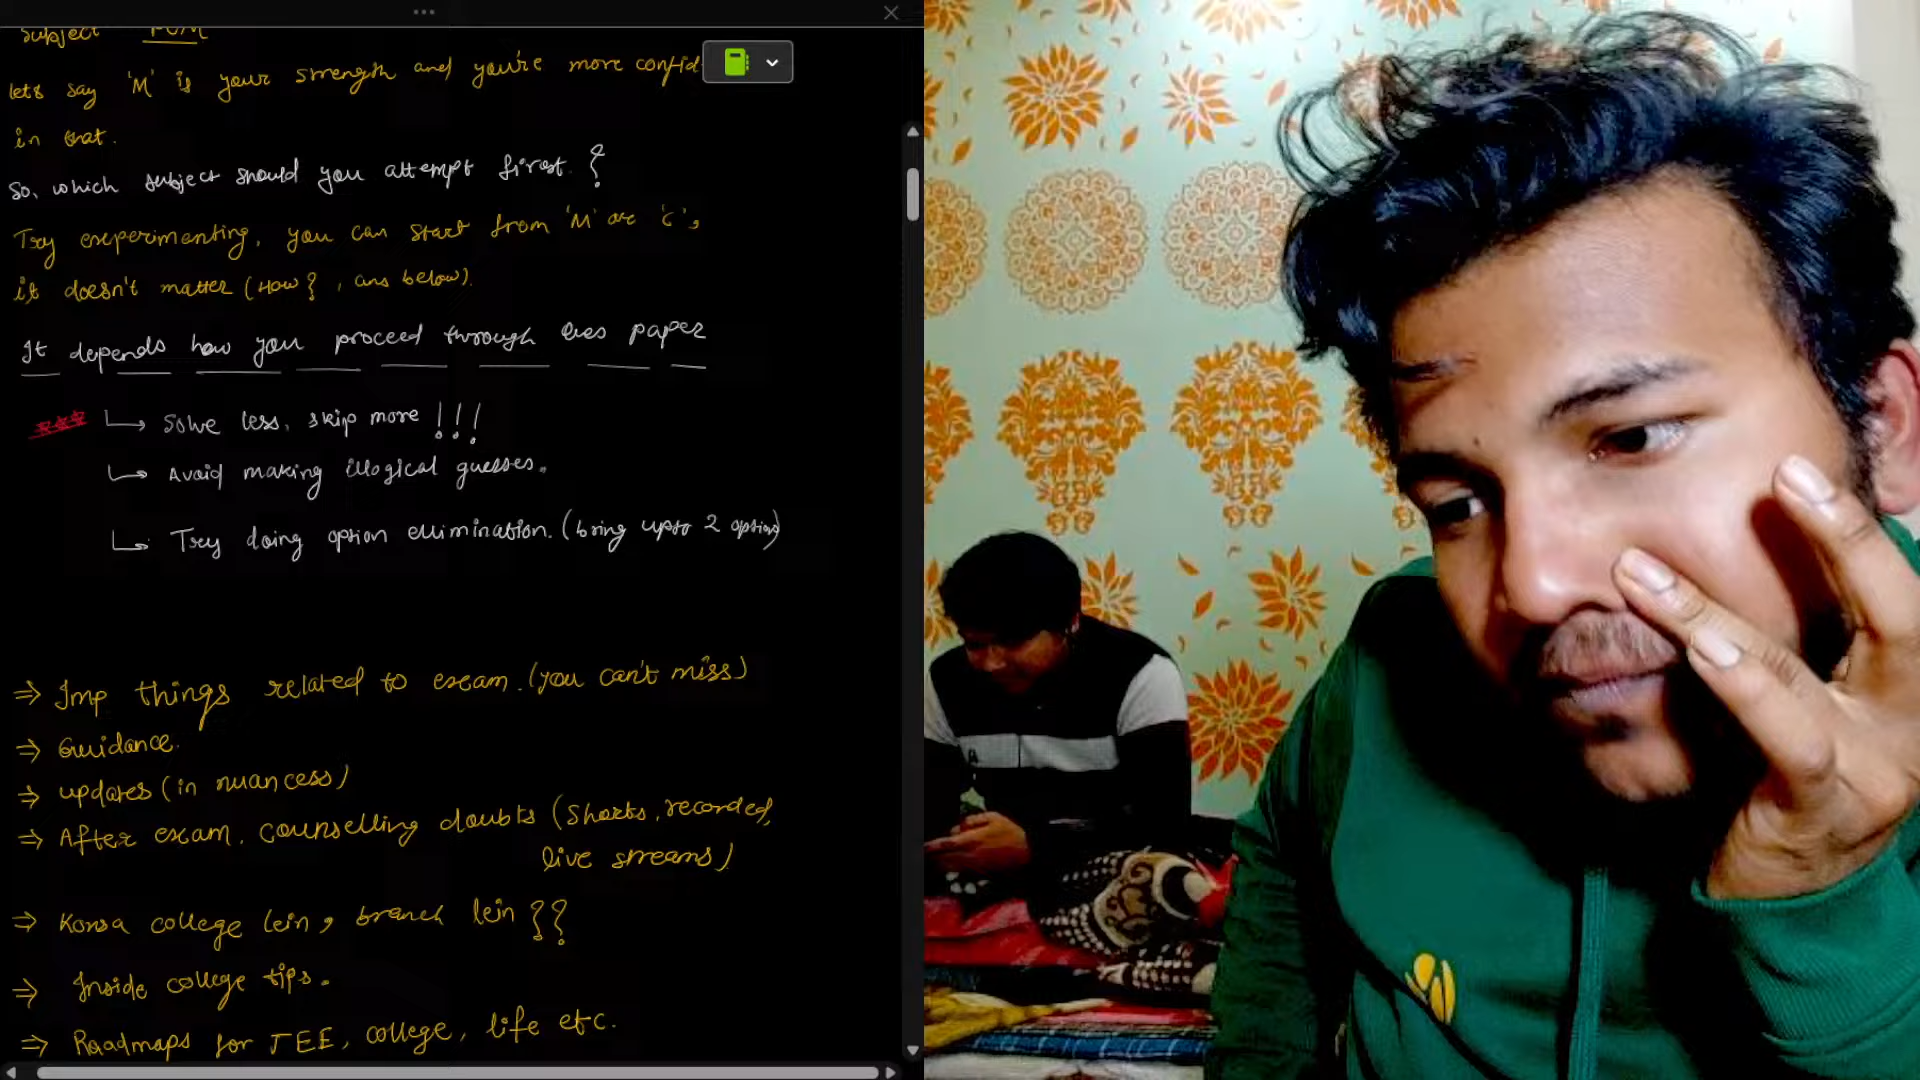 Subject PCM
lets say 'M' is your strength and you're more confid
in that.
So, which subject should you attempt first ?
Try experimenting, you can start from 'M' or 'C',
it doesn't matter (How ? , ans below).
It depends how you proceed through the paper
Solve less, skip more !!!
Avoid making illogical guesses.
Try doing option ellimination. (bring upto 2 option)
⇒ Imp things related to exam. (you can't miss)
⇒ Guidance.
⇒ updates (in nuancess)
⇒ After exam. counselling doubts (Shorts, recorded,
live streams)
⇒ Konsa college lein, branch lein ??
⇒ Inside college tips.
⇒ Roadmaps for JEE, college, life etc.